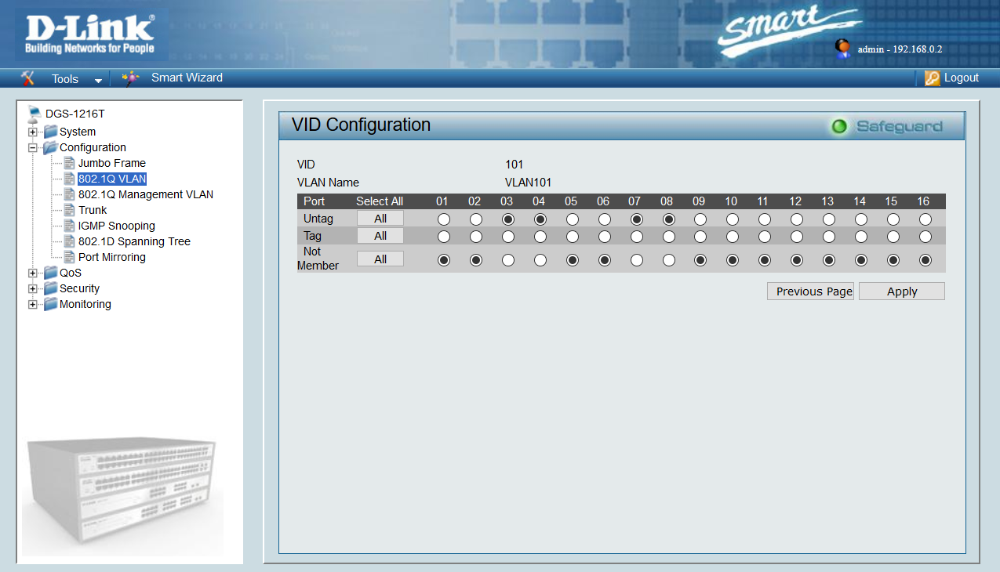 D-Link®
Building Networks for People
smart
admin - 192.168.0.2
Tools
Smart Wizard
Logout
DGS-1216T
System
Configuration
Jumbo Frame
802.1Q VLAN
802.1Q Management VLAN
Trunk
IGMP Snooping
802.1D Spanning Tree
Port Mirroring
QoS
Security
Monitoring
VID Configuration
Safeguard
VID 101
VLAN Name VLAN101
Port Select All 01 02 03 04 05 06 07 08 09 10 11 12 13 14 15 16
Untag All
Tag All
Not
Member All
Previous Page Apply